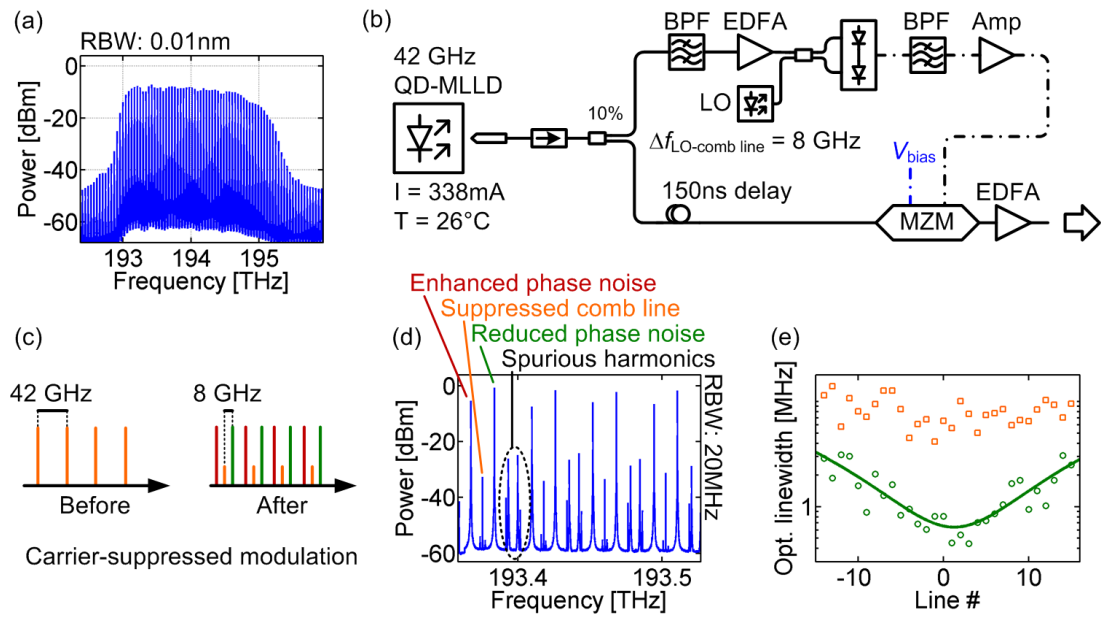 (a)
RBW: 0.01nm
0
-20
-40
-60
Power [dBm]
193 194 195
Frequency [THz]
(b)
42 GHz
QD-MLLD
I = 338mA
T = 26°C
10%
BPF EDFA
LO
BPF Amp
Δf LO-comb line = 8 GHz
150ns delay
Vbias
MZM
EDFA
(c)
42 GHz
Before
8 GHz
After
Carrier-suppressed modulation
Enhanced phase noise
Suppressed comb line
Reduced phase noise
(d)
Spurious harmonics
0
-20
-40
-60
Power [dBm]
RBW: 20MHz
193.4 193.5
Frequency [THz]
(e)
Opt. linewidth [MHz]
1
-10 0 10
Line #